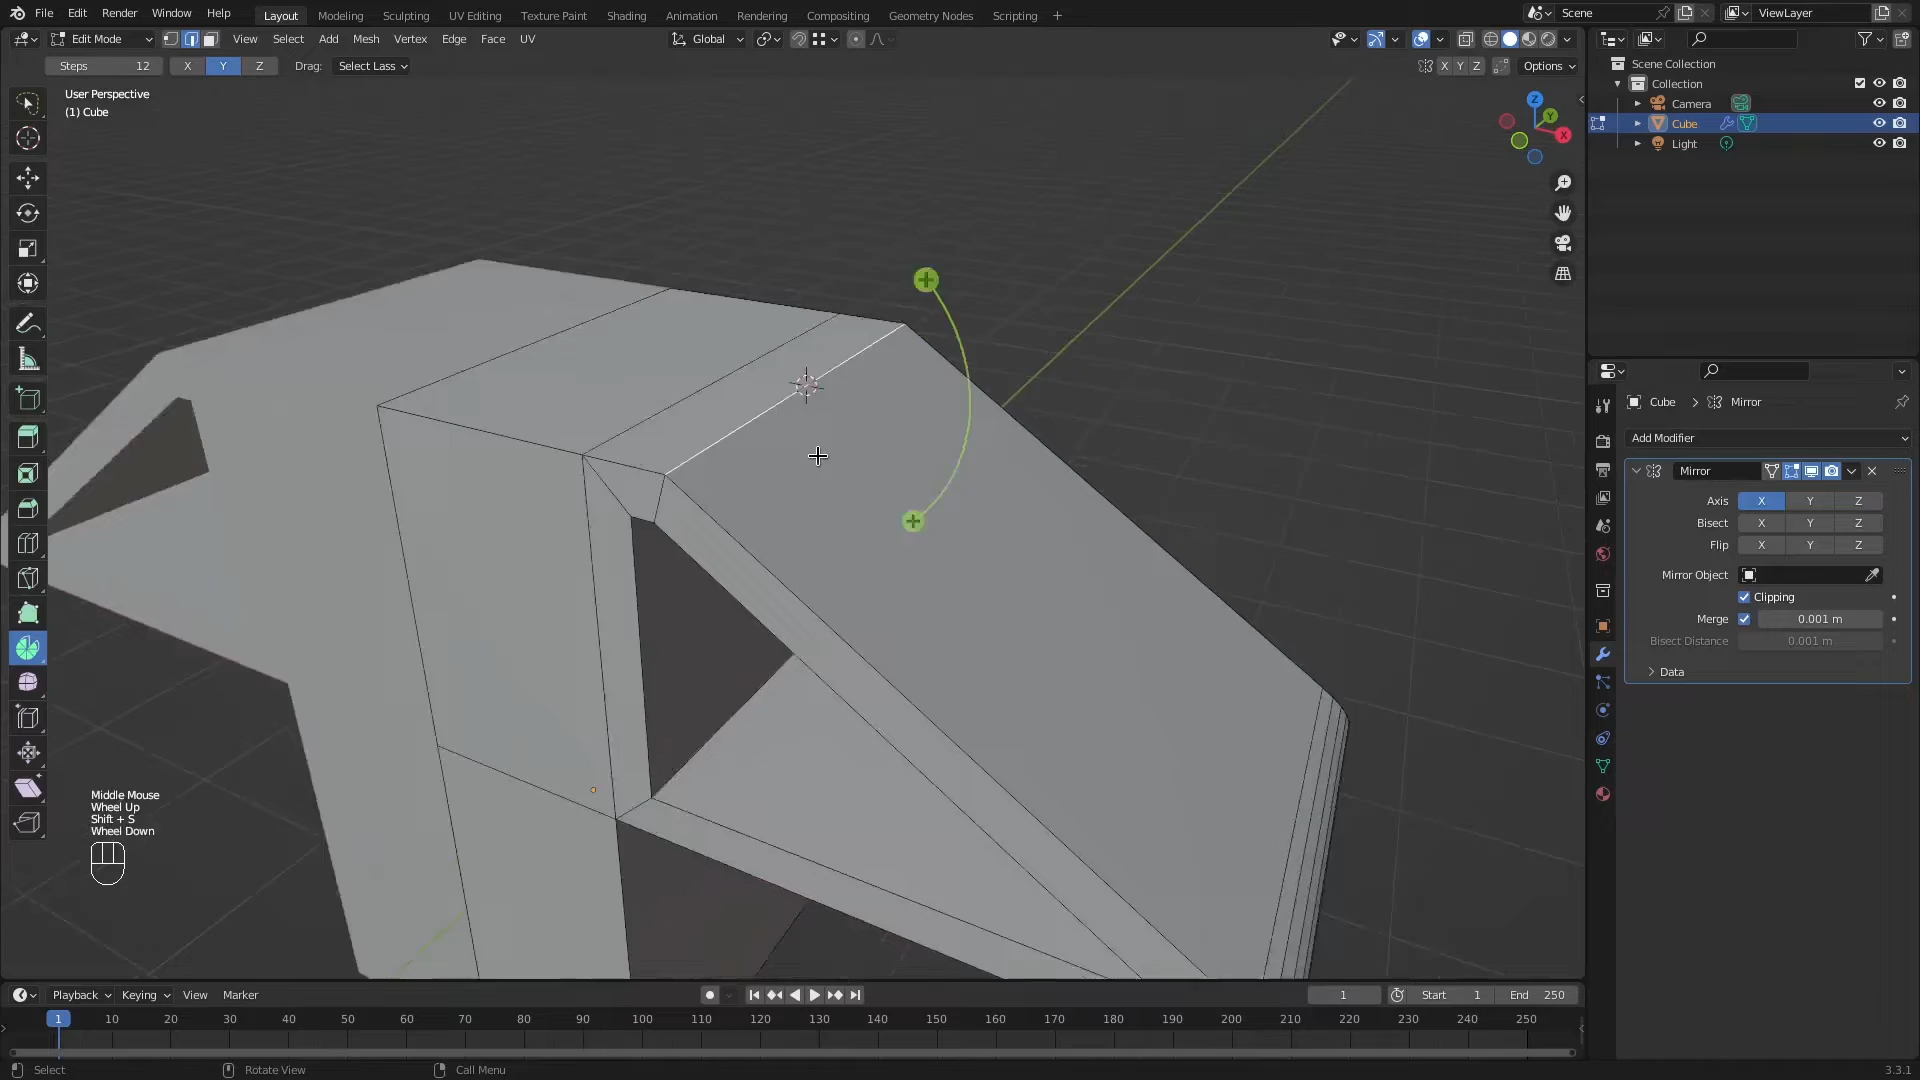 File Edit Render Window Help Layout Modeling Sculpting UV Editing Texture Paint Shading Animation Rendering Compositing Geometry Nodes Scripting + Scene ViewLayer
Edit Mode View Select Add Mesh Vertex Edge Face UV Global
Steps 12 X Y Z Drag: Select Lass X Y Z Options
User Perspective
(1) Cube
Z
Y
X
Scene Collection
Collection
Camera
Cube
Light
Cube > Mirror
Add Modifier
Mirror
Axis X Y Z
Bisect X Y Z
Flip X Y Z
Mirror Object
Clipping
Merge 0.001 m
Bisect Distance 0.001 m
Data
Middle Mouse
Wheel Up
Shift + S
Wheel Down
Playback Keying View Marker 1 Start 1 End 250
1 10 20 30 40 50 60 70 80 90 100 110 120 130 140 150 160 170 180 190 200 210 220 230 240 250
Select Rotate View Call Menu 3.3.1